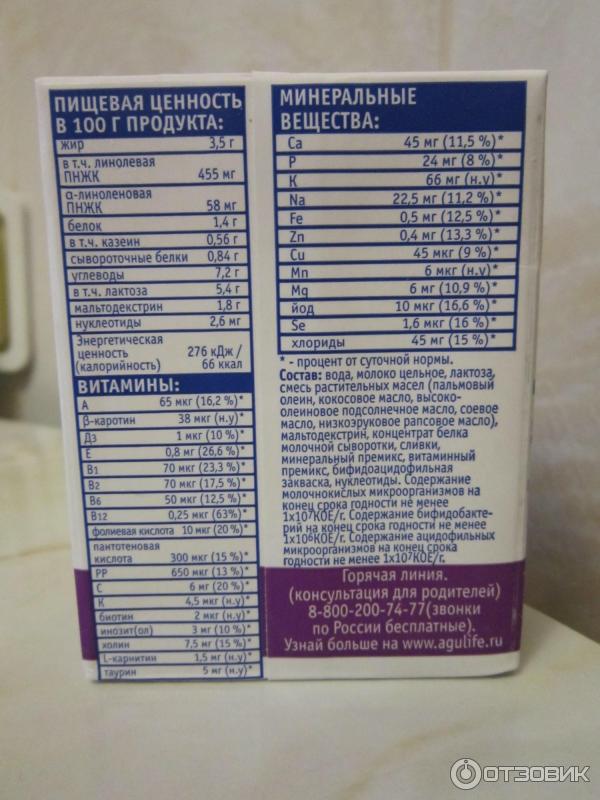 ПИЩЕВАЯ ЦЕННОСТЬ
В 100 Г ПРОДУКТА:
жир 3,5 г
в т.ч. линолевая
ПНЖК 455 мг
α-линоленовая
ПНЖК 58 мг
белок 1,4 г
в т.ч. казеин 0,56 г
сывороточные белки 0,84 г
углеводы 7,2 г
в т.ч. лактоза 5,4 г
мальтодекстрин 1,8 г
нуклеотиды 2,6 мг
Энергетическая
ценность 276 кДж /
(калорийность) 66 ккал
ВИТАМИНЫ:
А 65 мкг (16,2 %)*
β-каротин 38 мкг (н.у)*
Д3 1 мкг (10 %)*
Е 0,8 мг (26,6 %)*
В1 70 мкг (23,3 %)*
В2 70 мкг (17,5 %)*
В6 50 мкг (12,5 %)*
В12 0,25 мкг (63%)*
фолиевая кислота 10 мкг (20 %)*
пантотеновая
кислота 300 мкг (15 %)*
РР 650 мкг (13 %)*
С 6 мг (20 %)*
К 4,5 мкг (н.у)*
биотин 2 мкг (н.у)*
инозит(ол) 3 мг (10 %)*
холин 7,5 мг (15 %)*
L-карнитин 1,5 мг (н.у)*
таурин 5 мг (н.у)*
МИНЕРАЛЬНЫЕ
ВЕЩЕСТВА:
Ca 45 мг (11,5 %)*
P 24 мг (8 %)*
K 66 мг (н.у)*
Na 22,5 мг (11,2 %)*
Fe 0,5 мг (12,5 %)*
Zn 0,4 мг (13,3 %)*
Cu 45 мкг (9 %)*
Mn 6 мкг (н.у)*
Mg 6 мг (10,9 %)*
йод 10 мкг (16,6 %)*
Se 1,6 мкг (16 %)*
хлориды 45 мг (15 %)*
* - процент от суточной нормы.
Состав: вода, молоко цельное, лактоза,
смесь растительных масел (пальмовый
олеин, кокосовое масло, высоко-
олеиновое подсолнечное масло, соевое
масло, низкоэруковое рапсовое масло),
мальтодекстрин, концентрат белка
молочной сыворотки, сливки,
минеральный премикс, витаминный
премикс, бифидоацидофильная
закваска, нуклеотиды. Содержание
молочнокислых микроорганизмов на
конец срока годности не менее
1х10⁷КОЕ/г. Содержание бифидобакте-
рий на конец срока годности не менее
1х10⁶КОЕ/г. Содержание ацидофильных
микроорганизмов на конец срока
годности не менее 1х10⁷КОЕ/г.
Горячая линия.
(консультация для родителей)
8-800-200-74-77(звонки
по России бесплатные).
Узнай больше на www.agulife.ru
ОТЗОВИК